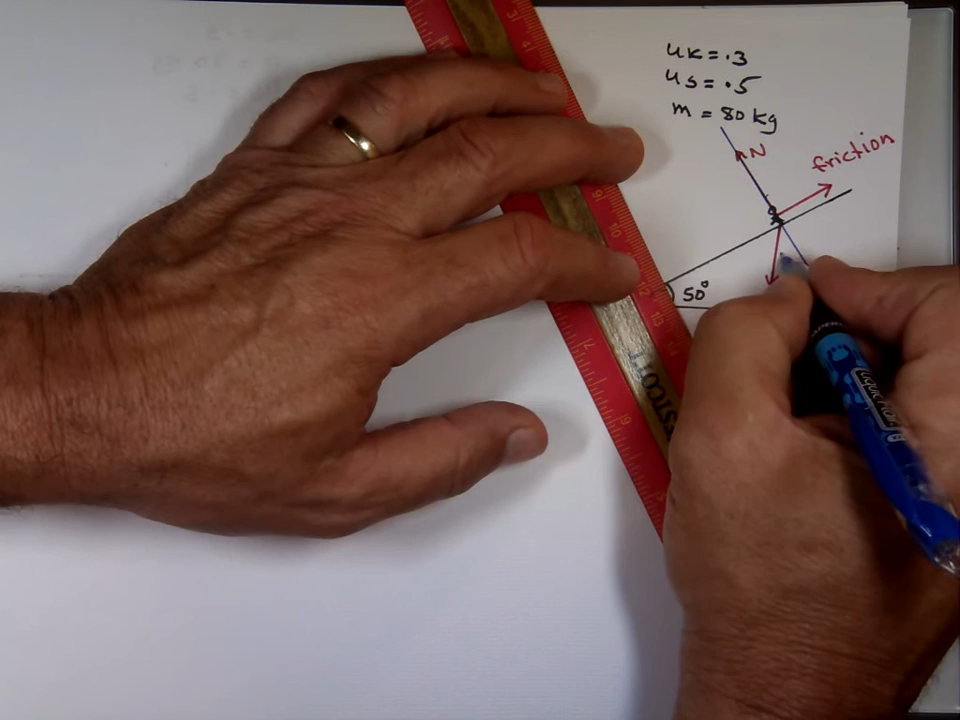 uk = .3
us = .5
m = 80 kg
N
friction
50°